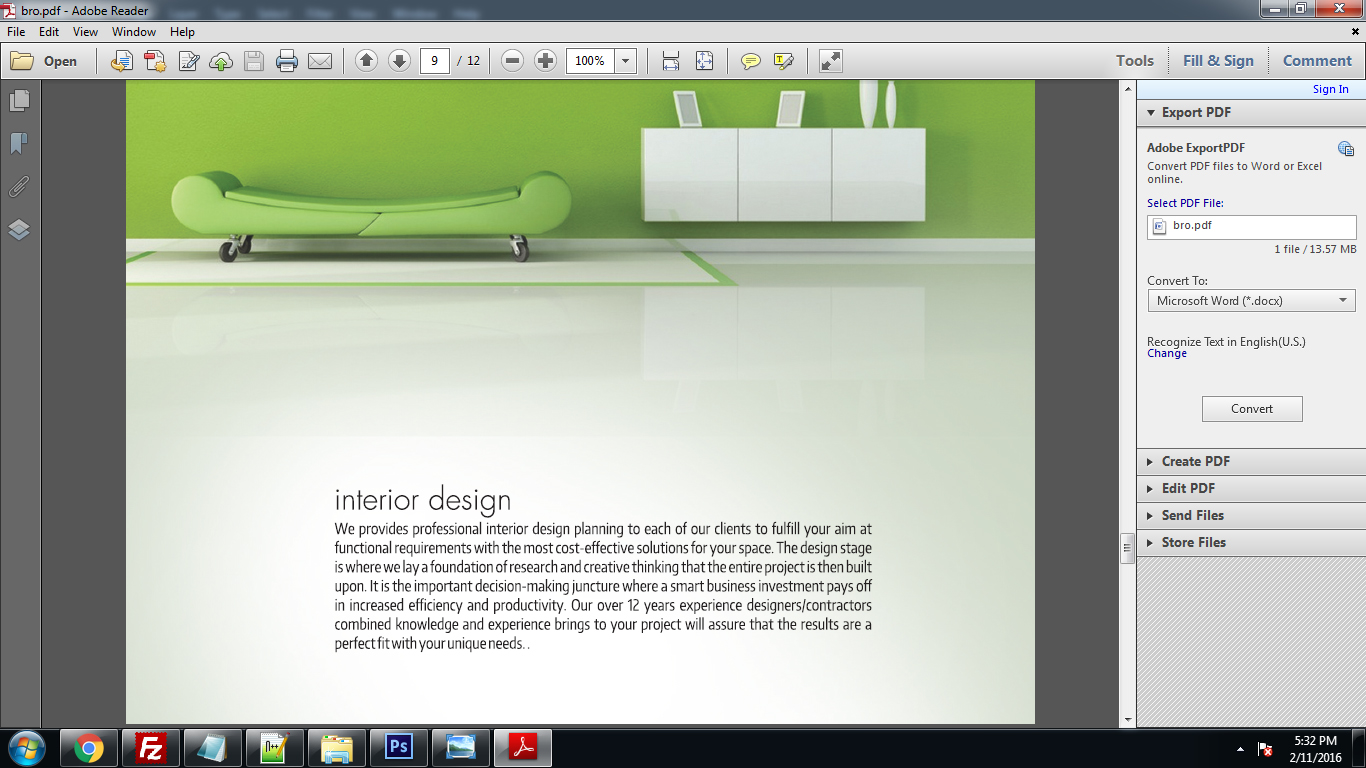 bro.pdf - Adobe Reader
File Edit View Window Help
Open 9 / 12 100% Tools Fill & Sign Comment
Sign In
Export PDF
Adobe ExportPDF
Convert PDF files to Word or Excel
online.
Select PDF File:
bro.pdf
1 file / 13.57 MB
Convert To:
Microsoft Word (*.docx)
Recognize Text in English(U.S.)
Change
Convert
Create PDF
Edit PDF
Send Files
Store Files
interior design
We provides professional interior design planning to each of our clients to fulfill your aim at
functional requirements with the most cost-effective solutions for your space. The design stage
is where we lay a foundation of research and creative thinking that the entire project is then built
upon. It is the important decision-making juncture where a smart business investment pays off
in increased efficiency and productivity. Our over 12 years experience designers/contractors
combined knowledge and experience brings to your project will assure that the results are a
perfect fit with your unique needs. .
Fz
Ps
5:32 PM
2/11/2016